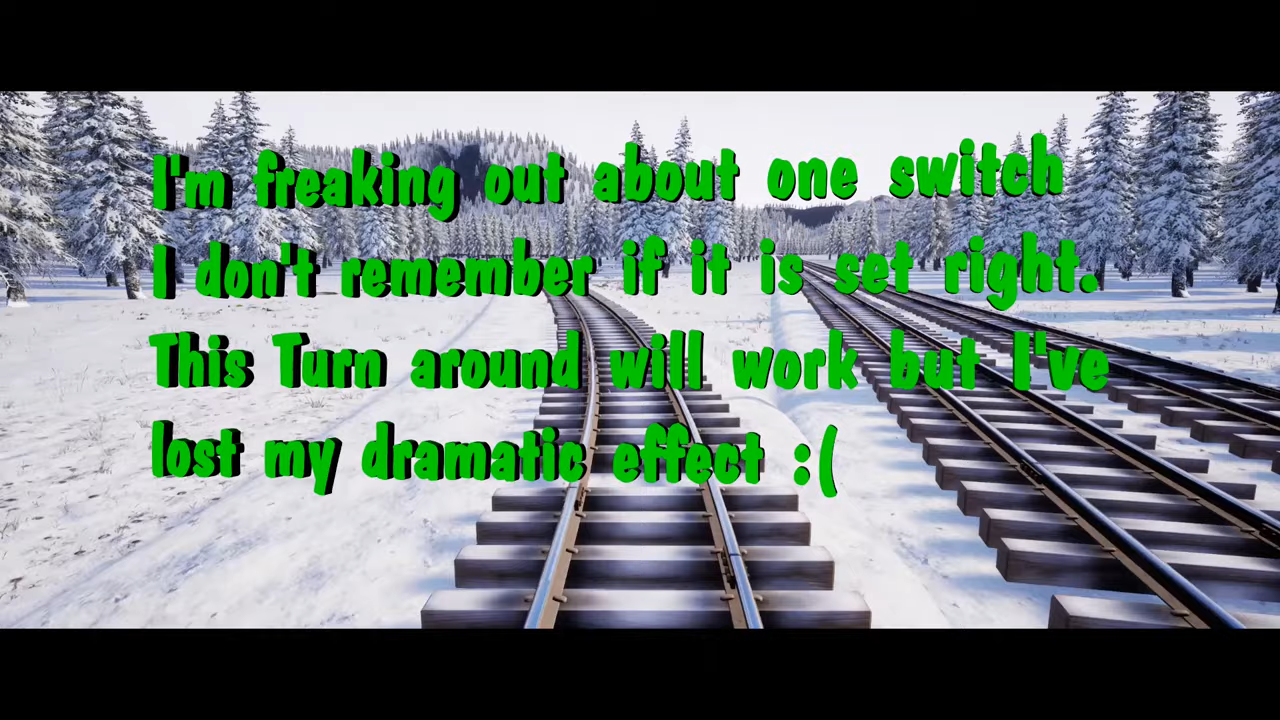 I'm freaking out about one switch
I don't remember if it is set right.
This Turn around will work but I've
lost my dramatic effect :(